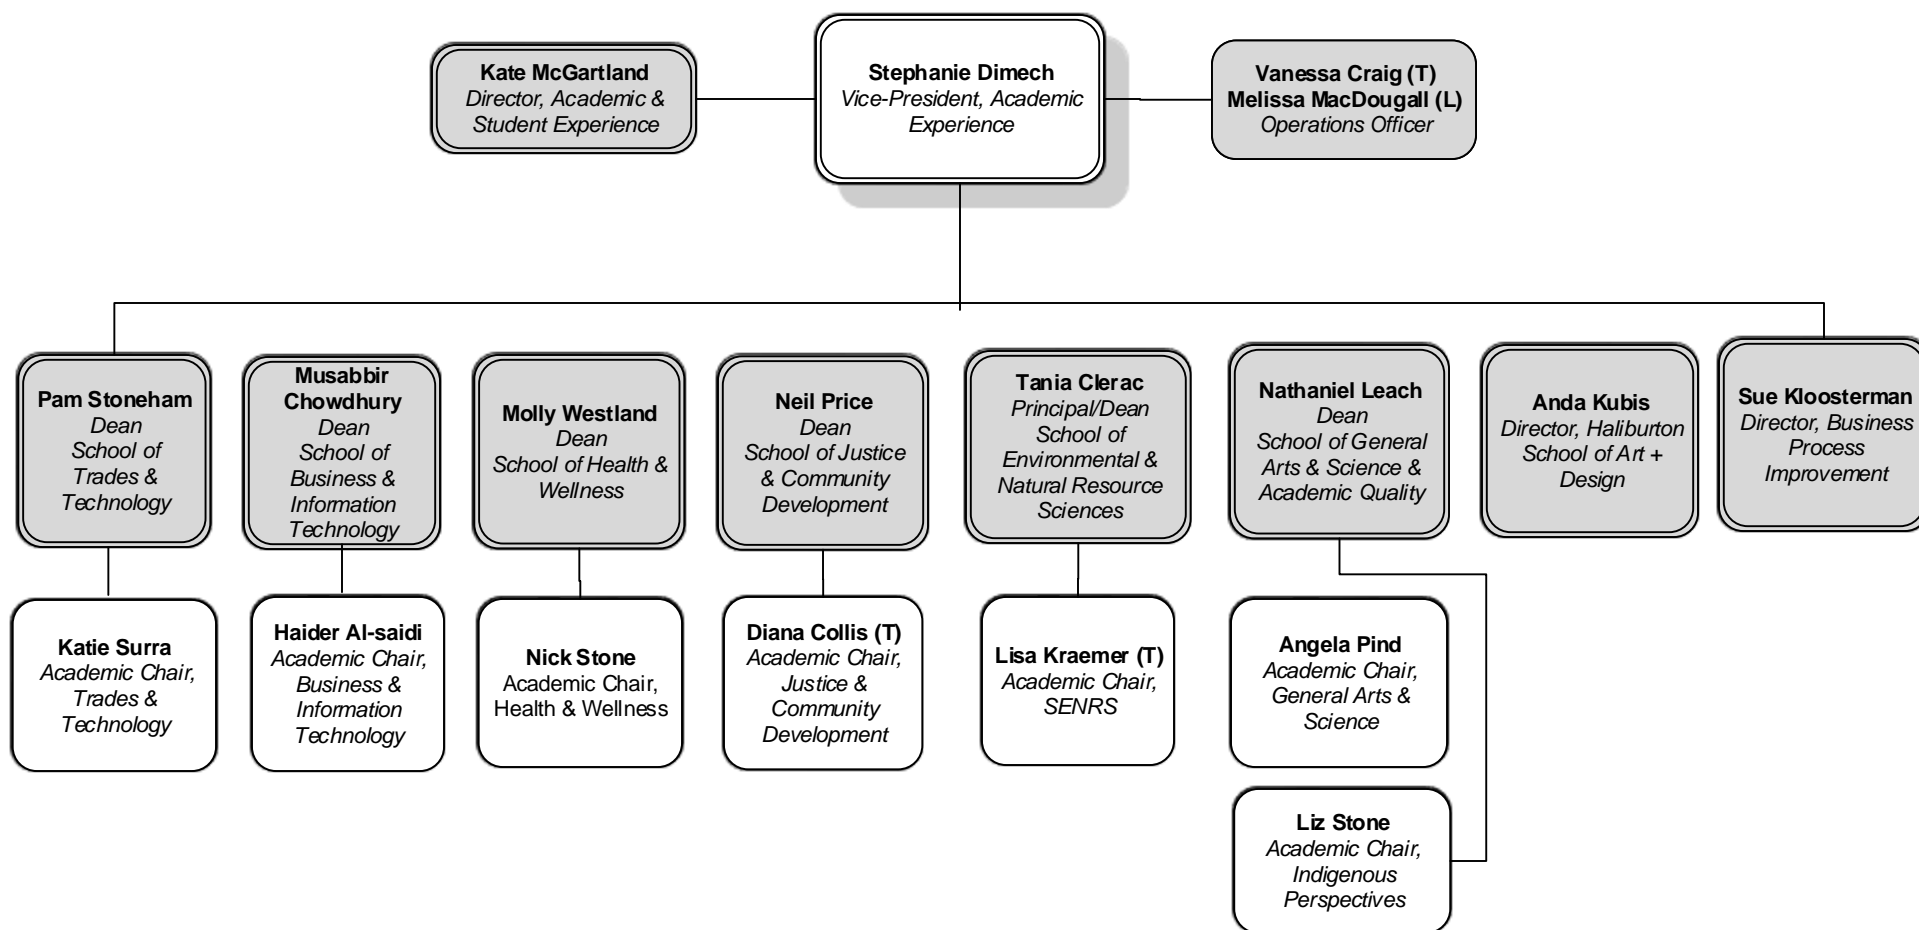 Kate McGartland
Director, Academic &
Student Experience
Stephanie Dimech
Vice-President, Academic
Experience
Vanessa Craig (T)
Melissa MacDougall (L)
Operations Officer
Pam Stoneham
Dean
School of
Trades &
Technology
Musabbir
Chowdhury
Dean
School of
Business &
Information
Technology
Molly Westland
Dean
School of Health &
Wellness
Neil Price
Dean
School of Justice
& Community
Development
Tania Clerac
Principal/Dean
School of
Environmental &
Natural Resource
Sciences
Nathaniel Leach
Dean
School of General
Arts & Science &
Academic Quality
Anda Kubis
Director, Haliburton
School of Art +
Design
Sue Kloosterman
Director, Business
Process
Improvement
Katie Surra
Academic Chair,
Trades &
Technology
Haider Al-saidi
Academic Chair,
Business &
Information
Technology
Nick Stone
Academic Chair,
Health & Wellness
Diana Collis (T)
Academic Chair,
Justice &
Community
Development
Lisa Kraemer (T)
Academic Chair,
SENRS
Angela Pind
Academic Chair,
General Arts &
Science
Liz Stone
Academic Chair,
Indigenous
Perspectives